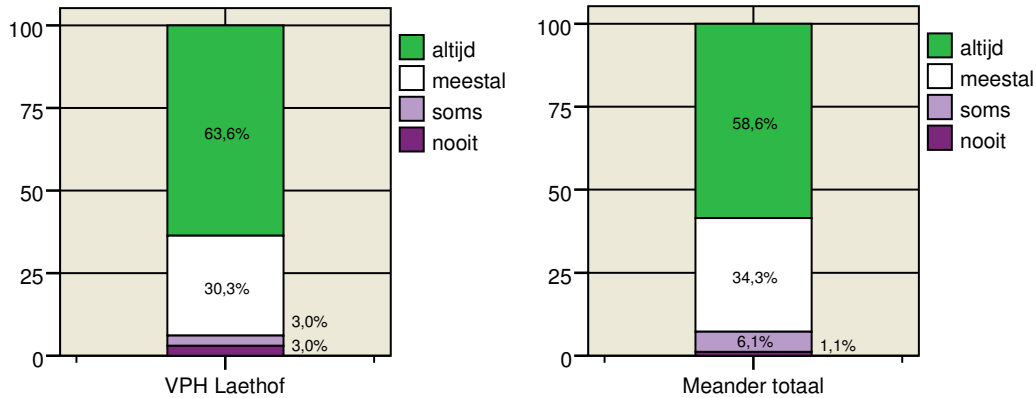 100
75
50
25
0
63,6%
30,3%
3,0%
3,0%
VPH Laethof
altijd
meestal
soms
nooit
100
75
50
25
0
58,6%
34,3%
6,1%
1,1%
Meander totaal
altijd
meestal
soms
nooit